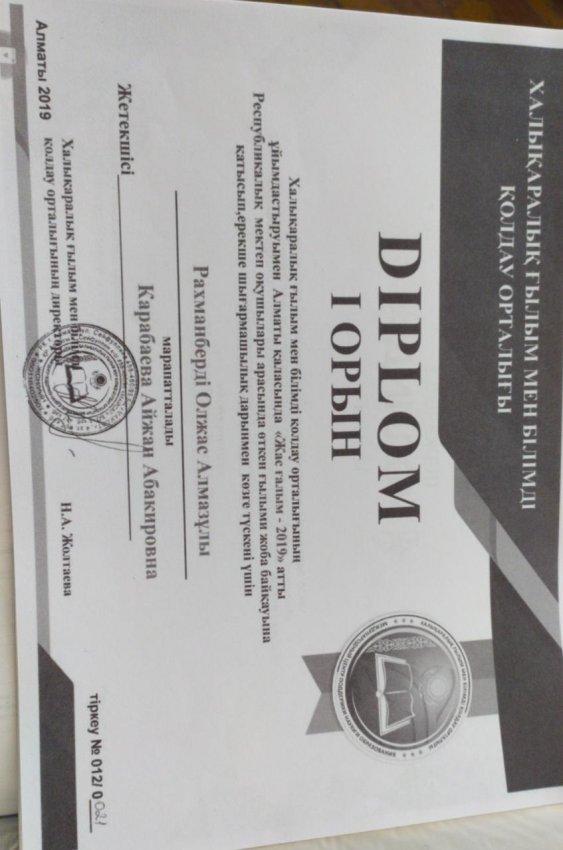 ХАЛЫҚАРАЛЫҚ ҒЫЛЫМ МЕН БІЛІМДІ
ҚОЛДАУ ОРТАЛЫҒЫ
DIPLOM
I ОРЫН
Халықаралық ғылым мен білімді қолдау орталығының
ұйымдастыруымен Алматы қаласында «Жас ғалым - 2019» атты
Республикалық мектеп оқушылары арасында өткен ғылыми жоба байқауына
қатысып,ерекше шығармашылық дарынмен көзге түскені үшін
Рахманберді Олжас Алмазұлы
марапатталады
Жетекшісі Карабаева Айжан Абакировна
Халықаралық ғылым мен білімді
қолдау орталығының директоры
Н.А. Жолтаева
Алматы 2019
тіркеу № 012/ 0021